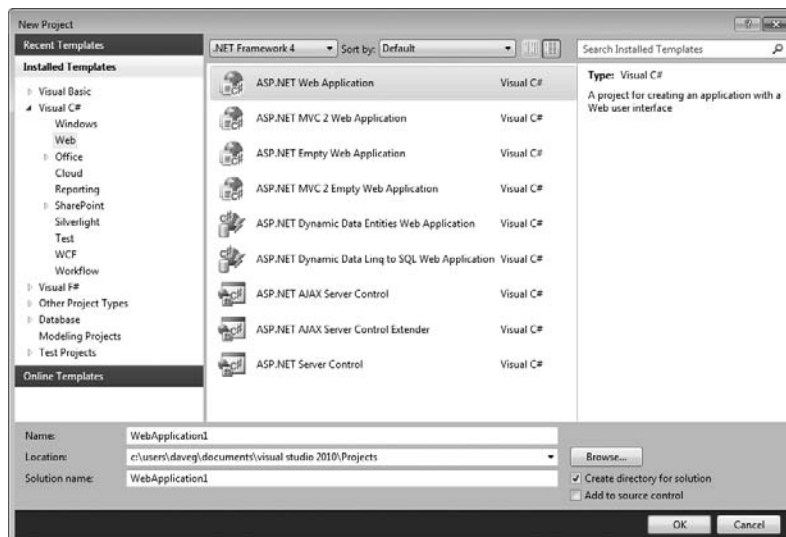 New Project
Recent Templates
Installed Templates
Visual Basic
Visual C#
Windows
Web
Office
Cloud
Reporting
SharePoint
Silverlight
Test
WCF
Workflow
Visual F#
Other Project Types
Database
Modeling Projects
Test Projects
Online Templates
.NET Framework 4 Sort by: Default
ASP.NET Web Application Visual C#
ASP.NET MVC 2 Web Application Visual C#
ASP.NET Empty Web Application Visual C#
ASP.NET MVC 2 Empty Web Application Visual C#
ASP.NET Dynamic Data Entities Web Application Visual C#
ASP.NET Dynamic Data Linq to SQL Web Application Visual C#
ASP.NET AJAX Server Control Visual C#
ASP.NET AJAX Server Control Extender Visual C#
ASP.NET Server Control Visual C#
Search Installed Templates
Type: Visual C#
A project for creating an application with a
Web user interface
Name: WebApplication1
Location: c:\users\daveg\documents\visual studio 2010\Projects
Browse...
Solution name: WebApplication1
Create directory for solution
Add to source control
OK Cancel